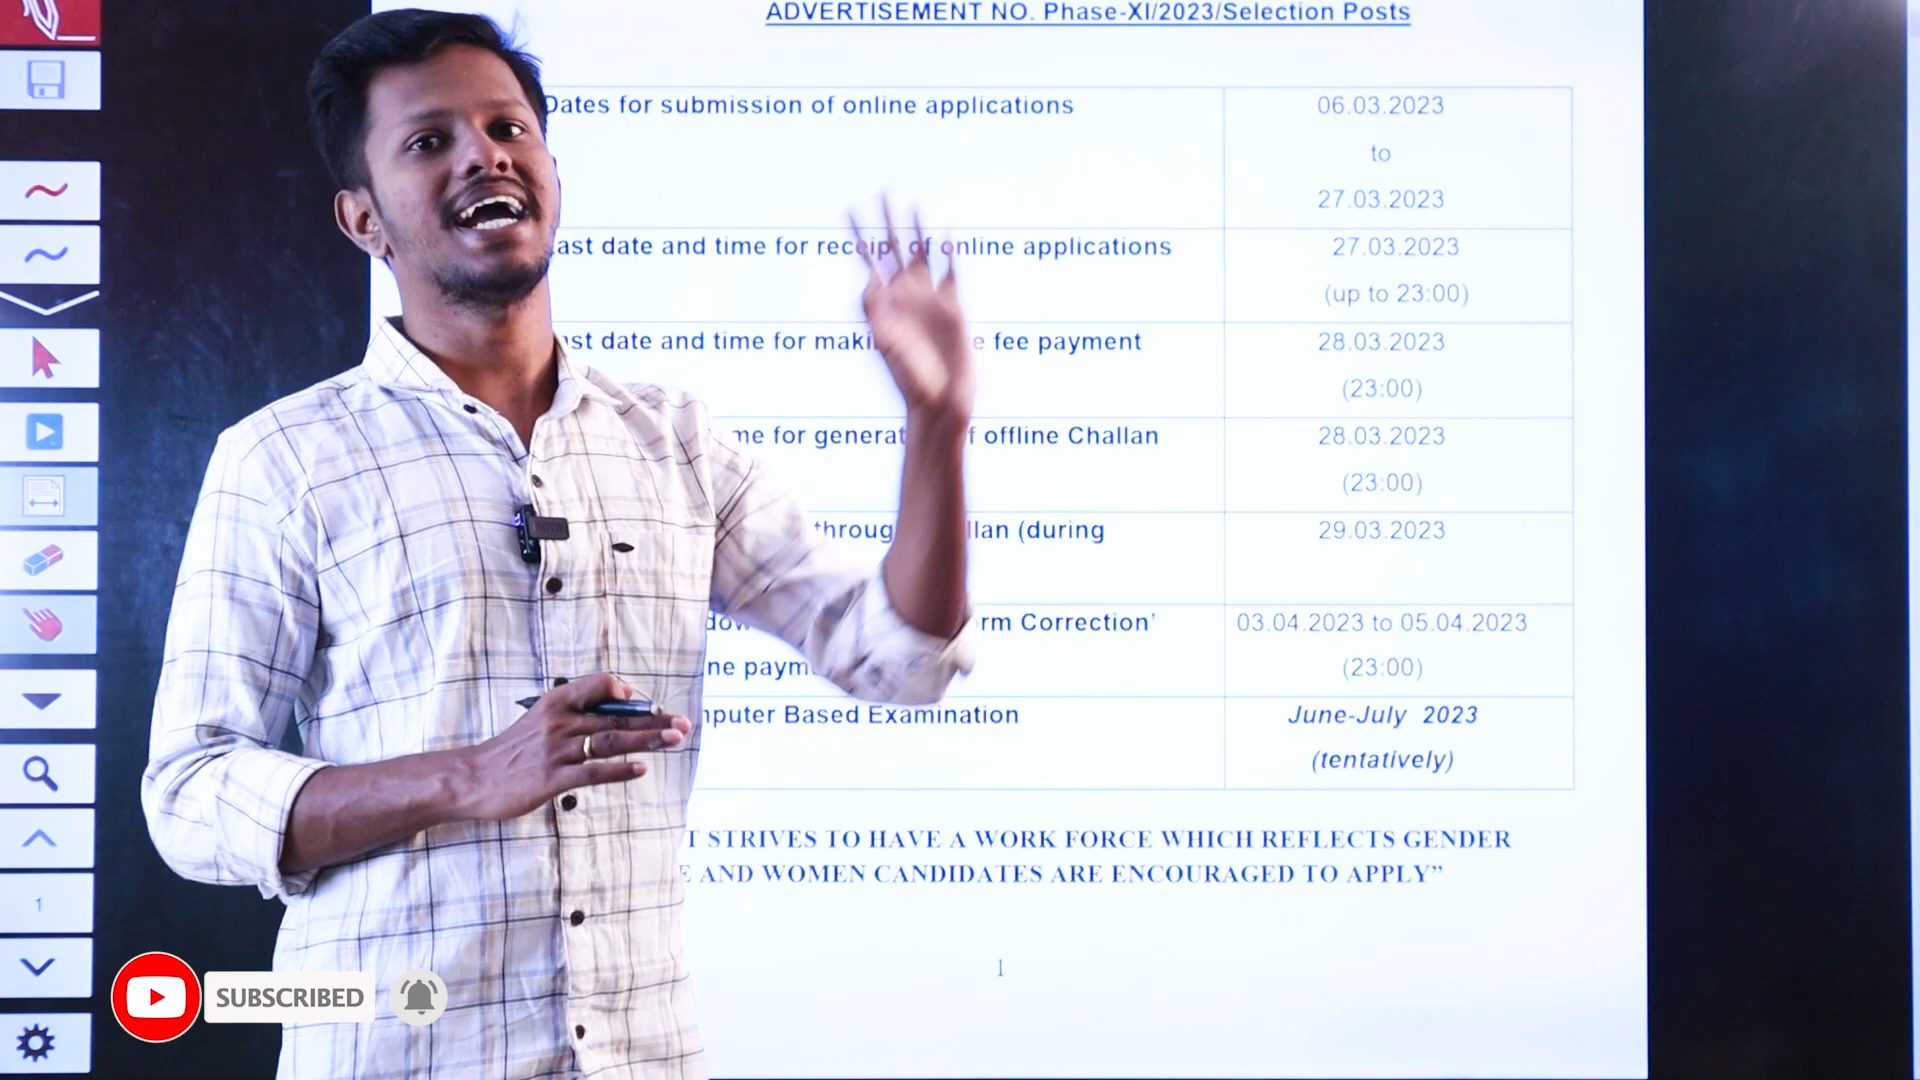 ADVERTISEMENT NO. Phase-XI/2023/Selection Posts
Dates for submission of online applications
06.03.2023
to
27.03.2023
ast date and time for receipt of online applications
27.03.2023
(up to 23:00)
st date and time for maki e fee payment
28.03.2023
(23:00)
me for generat f offline Challan
28.03.2023
(23:00)
throug llan (during
29.03.2023
dow rm Correction’
03.04.2023 to 05.04.2023
ne paym
(23:00)
mputer Based Examination
June-July 2023
(tentatively)
T STRIVES TO HAVE A WORK FORCE WHICH REFLECTS GENDER
E AND WOMEN CANDIDATES ARE ENCOURAGED TO APPLY”
1
1
SUBSCRIBED